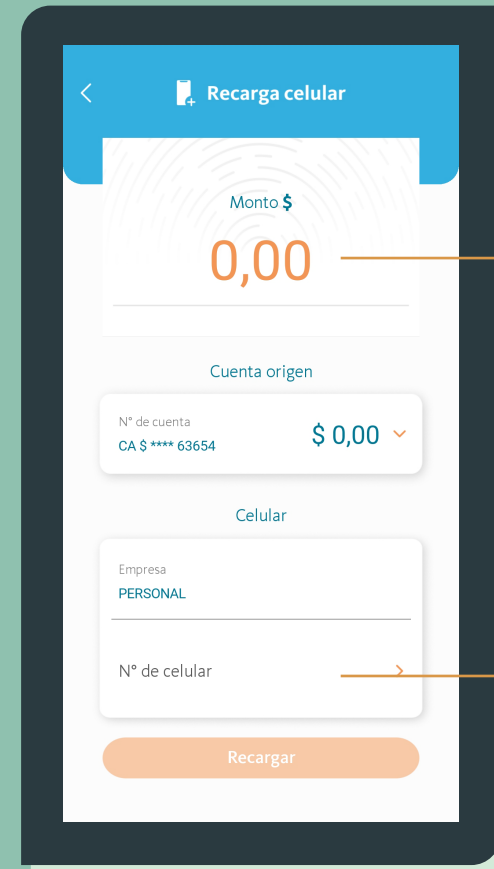 Recarga celular
Monto $
0,00
Cuenta origen
N° de cuenta
CA $ **** 63654
$ 0,00
Celular
Empresa
PERSONAL
N° de celular
Recargar